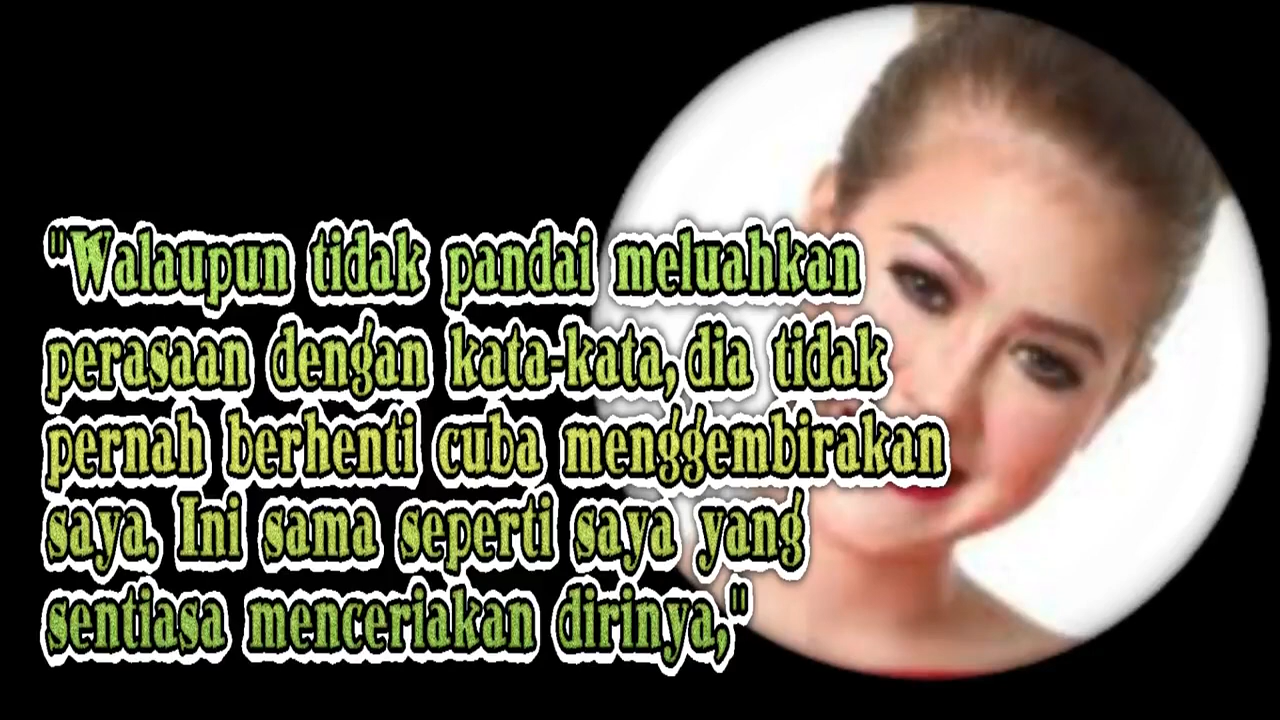 "Walaupun tidak pandai meluahkan
perasaan dengan kata-kata, dia tidak
pernah berhenti cuba menggembirakan
saya. Ini sama seperti saya yang
sentiasa menceriakan dirinya,"